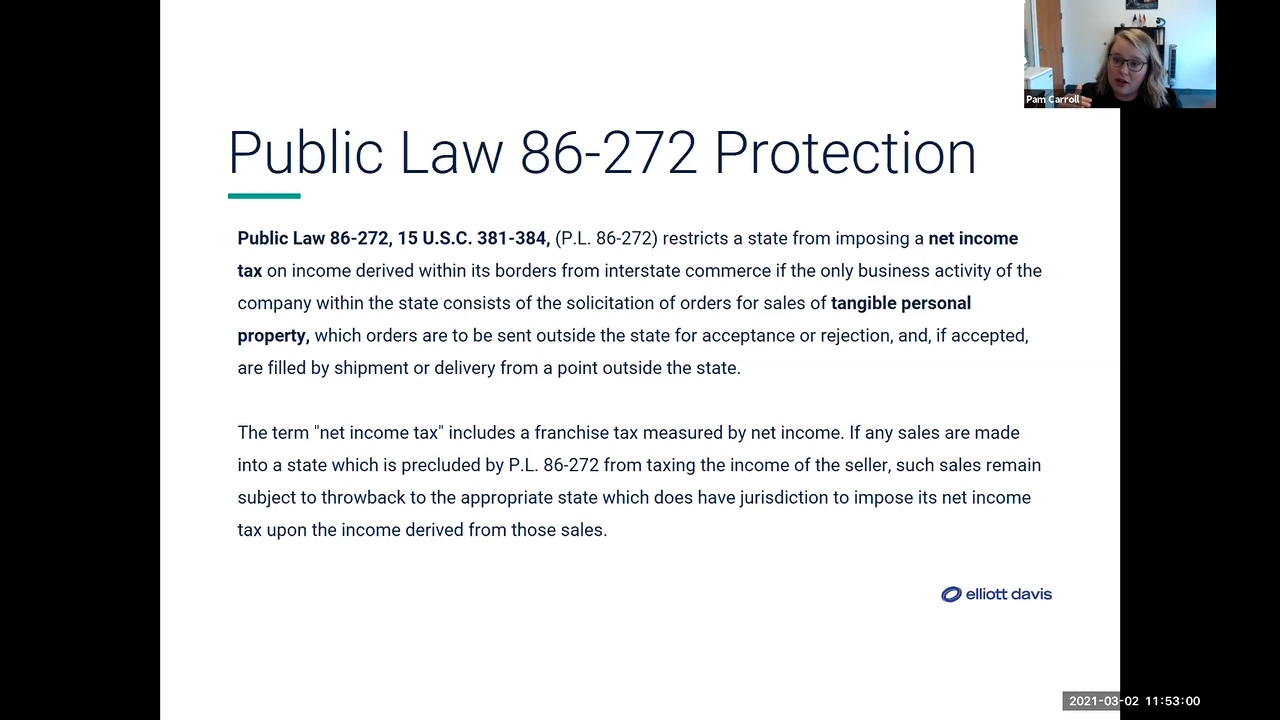 Pam Carroll
Public Law 86-272 Protection
Public Law 86-272, 15 U.S.C. 381-384, (P.L. 86-272) restricts a state from imposing a net income
tax on income derived within its borders from interstate commerce if the only business activity of the
company within the state consists of the solicitation of orders for sales of tangible personal
property, which orders are to be sent outside the state for acceptance or rejection, and, if accepted,
are filled by shipment or delivery from a point outside the state.
The term "net income tax" includes a franchise tax measured by net income. If any sales are made
into a state which is precluded by P.L. 86-272 from taxing the income of the seller, such sales remain
subject to throwback to the appropriate state which does have jurisdiction to impose its net income
tax upon the income derived from those sales.
elliott davis
2021-03-02 11:53:00